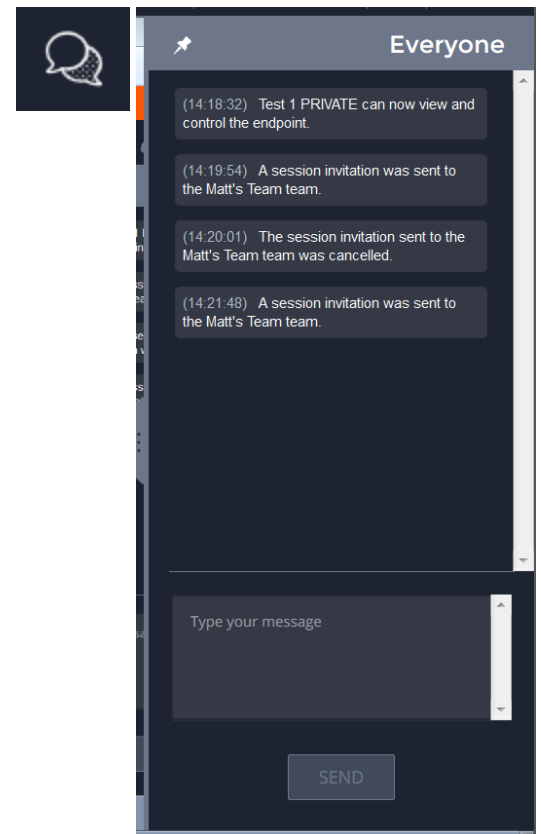 Everyone
(14:18:32) Test 1 PRIVATE can now view and
control the endpoint.
(14:19:54) A session invitation was sent to
the Matt's Team team.
(14:20:01) The session invitation sent to the
Matt's Team team was cancelled.
(14:21:48) A session invitation was sent to
the Matt's Team team.
Type your message
SEND